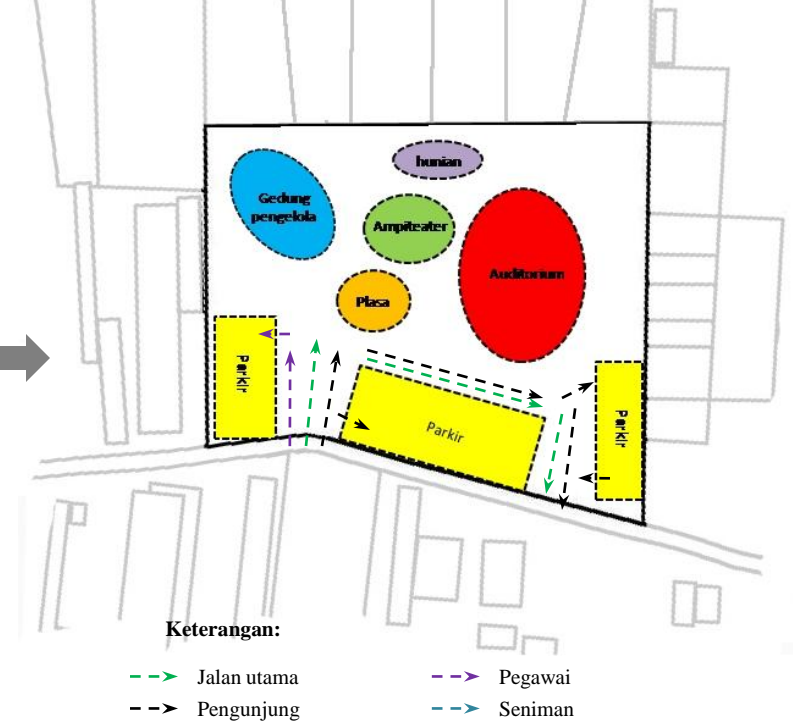 hunian
Gedung
pengelola
Ampiteater
Auditorium
Plasa
Parkir
Parkir
Parkir
Keterangan:
Jalan utama
Pegawai
Pengunjung
Seniman